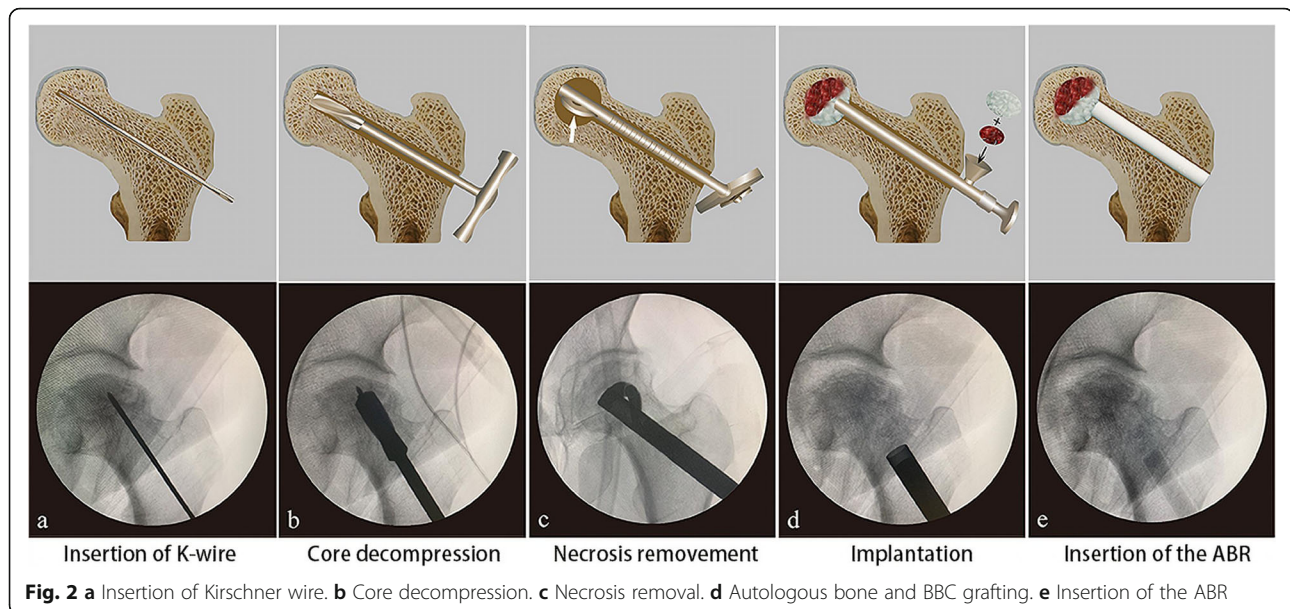 a
b
c
d
e
Insertion of K-wire
Core decompression
Necrosis removement
Implantation
Insertion of the ABR
Fig. 2 a Insertion of Kirschner wire. b Core decompression. c Necrosis removal. d Autologous bone and BBC grafting. e Insertion of the ABR